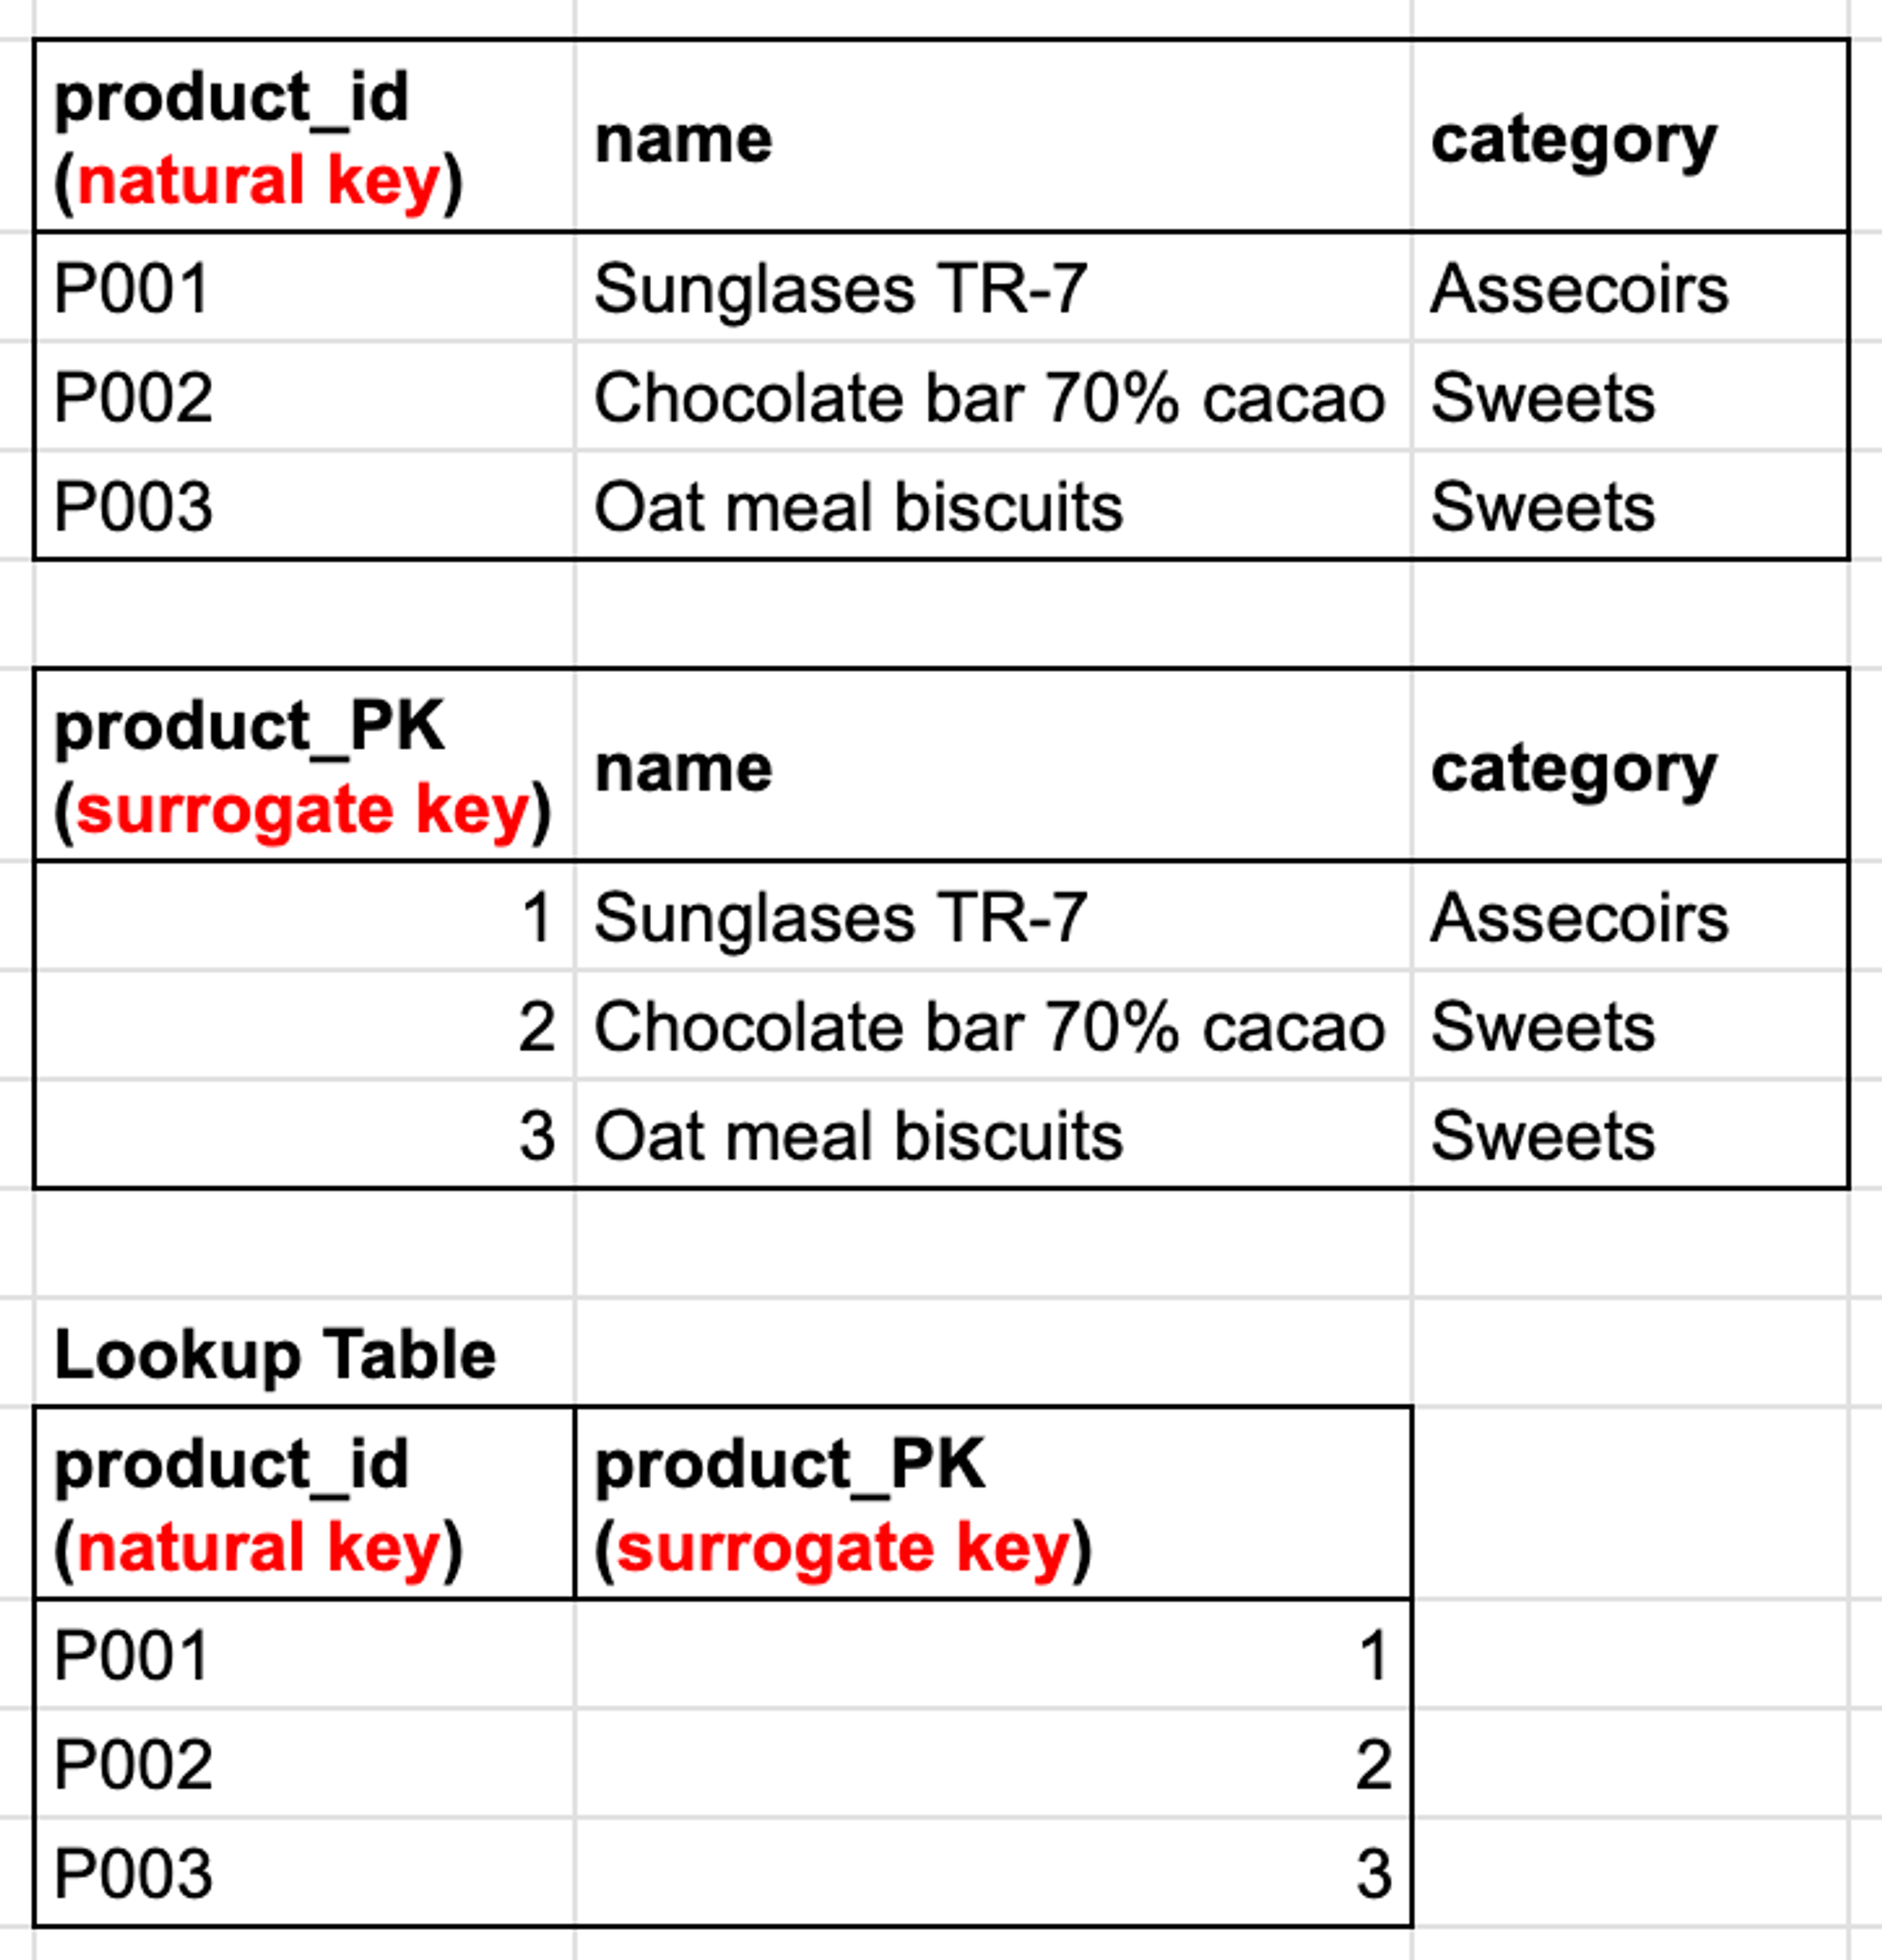 product_id
(natural key)
name
category
P001
Sunglases TR-7
Assecoirs
P002
Chocolate bar 70% cacao
Sweets
P003
Oat meal biscuits
Sweets
product_PK
(surrogate key)
name
category
1
Sunglases TR-7
Assecoirs
2
Chocolate bar 70% cacao
Sweets
3
Oat meal biscuits
Sweets
Lookup Table
product_id
(natural key)
product_PK
(surrogate key)
P001
1
P002
2
P003
3